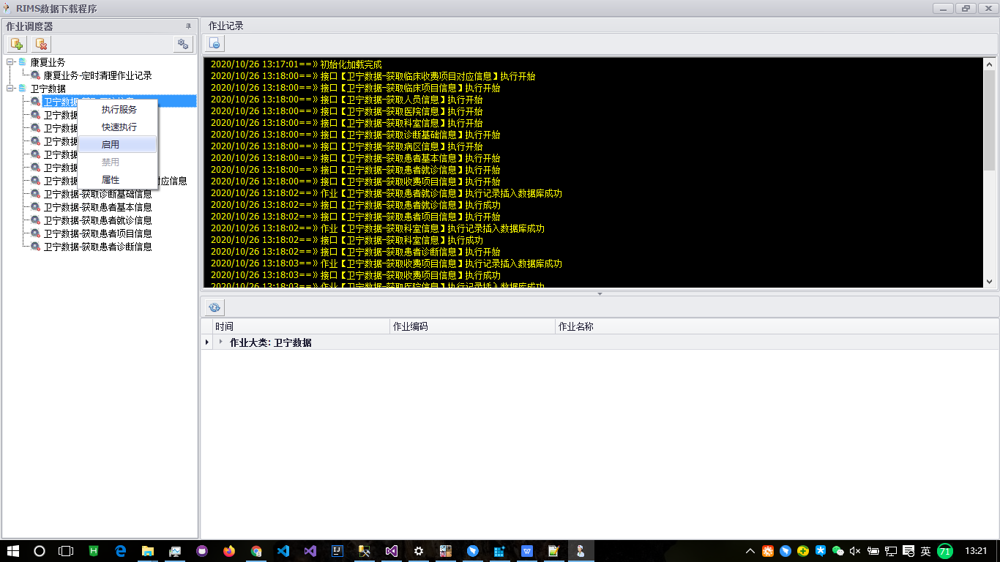 RIMS数据下载程序
作业调度器
康复业务
康复业务-定时清理作业记录
卫宁数据
卫宁数据
卫宁数据
卫宁数据
卫宁数据
卫宁数据
卫宁数据
卫宁数据
对应信息
卫宁数据-获取诊断基础信息
卫宁数据-获取患者基本信息
卫宁数据-获取患者就诊信息
卫宁数据-获取患者项目信息
卫宁数据-获取患者诊断信息
执行服务
快速执行
启用
禁用
属性
作业记录
2020/10/26 13:17:01==》初始化加载完成
2020/10/26 13:18:00==》接口【卫宁数据-获取临床收费项目对应信息】执行开始
2020/10/26 13:18:00==》接口【卫宁数据-获取临床项目信息】执行开始
2020/10/26 13:18:00==》接口【卫宁数据-获取人员信息】执行开始
2020/10/26 13:18:00==》接口【卫宁数据-获取医院信息】执行开始
2020/10/26 13:18:00==》接口【卫宁数据-获取科室信息】执行开始
2020/10/26 13:18:00==》接口【卫宁数据-获取诊断基础信息】执行开始
2020/10/26 13:18:00==》接口【卫宁数据-获取病区信息】执行开始
2020/10/26 13:18:00==》接口【卫宁数据-获取患者基本信息】执行开始
2020/10/26 13:18:00==》接口【卫宁数据-获取患者就诊信息】执行开始
2020/10/26 13:18:00==》接口【卫宁数据-获取收费项目信息】执行开始
2020/10/26 13:18:02==》作业【卫宁数据-获取患者就诊信息】执行记录插入数据库成功
2020/10/26 13:18:02==》接口【卫宁数据-获取患者就诊信息】执行成功
2020/10/26 13:18:02==》接口【卫宁数据-获取患者项目信息】执行开始
2020/10/26 13:18:02==》作业【卫宁数据-获取科室信息】执行记录插入数据库成功
2020/10/26 13:18:02==》接口【卫宁数据-获取科室信息】执行成功
2020/10/26 13:18:02==》接口【卫宁数据-获取患者诊断信息】执行开始
2020/10/26 13:18:03==》作业【卫宁数据-获取收费项目信息】执行记录插入数据库成功
2020/10/26 13:18:03==》接口【卫宁数据-获取收费项目信息】执行成功
2020/10/26 13:18:03==》作业【卫宁数据-获取医院信息】执行记录插入数据库成功
时间 作业编码 作业名称
作业大类: 卫宁数据
英 71 13:21